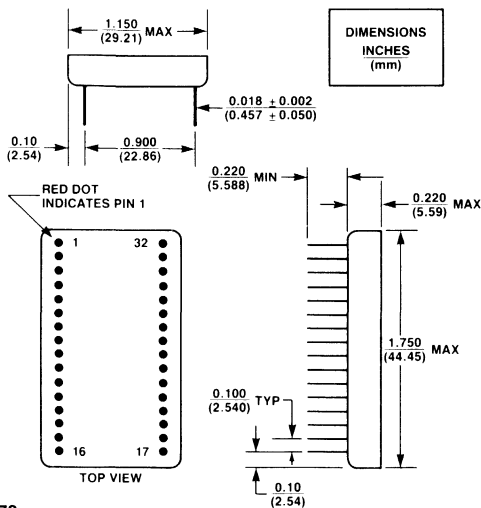 1.150 MAX
(29.21)
DIMENSIONS
INCHES
(mm)
0.018 ± 0.002
(0.457 ± 0.050)
0.10
(2.54)
0.900
(22.86)
0.220 MIN
(5.588)
0.220 MAX
(5.59)
RED DOT
INDICATES PIN 1
1 32
1.750 MAX
(44.45)
0.100 TYP
(2.540)
16 17
TOP VIEW
0.10
(2.54)